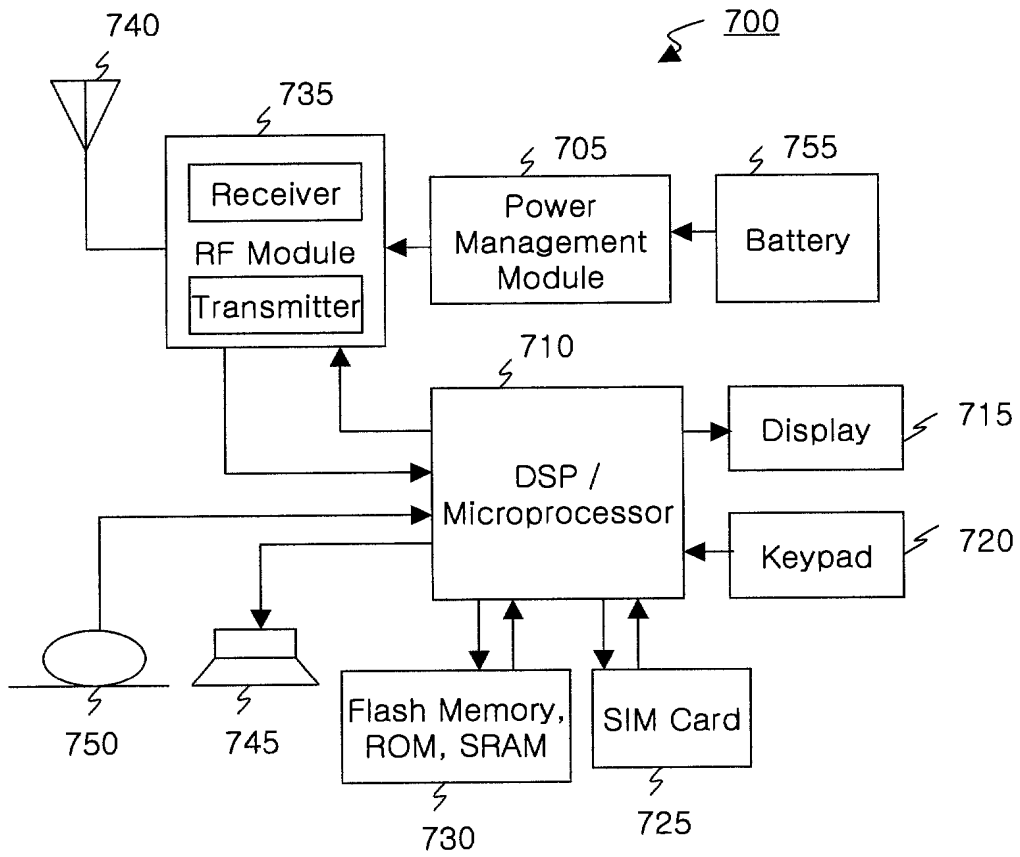 700
740
735
705
755
Receiver
RF Module
Transmitter
Power
Management
Module
Battery
710
DSP /
Microprocessor
Display
715
Keypad
720
750
745
Flash Memory,
ROM, SRAM
730
SIM Card
725